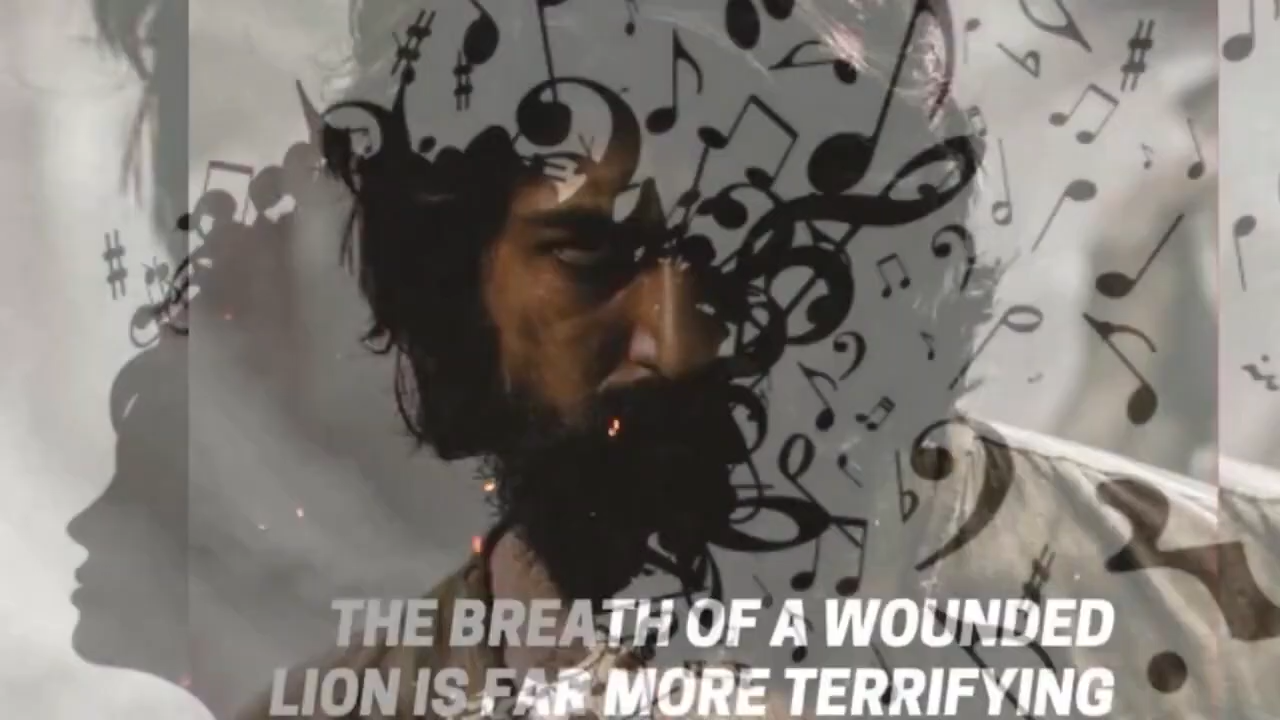 THE BREATH OF A WOUNDED
LION IS FAR MORE TERRIFYING